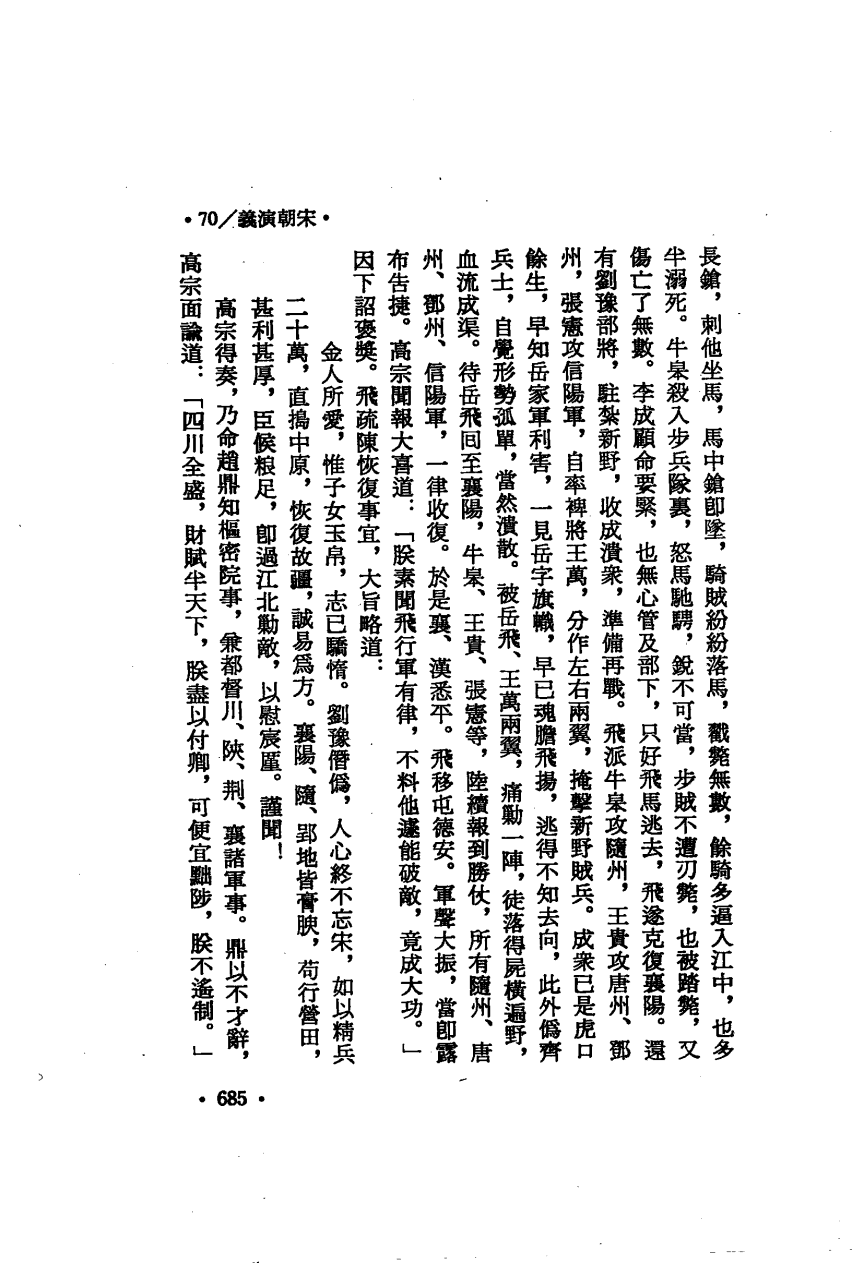 •70／義演朝宋•
長鎗，刺他坐馬，馬中鎗卽墜，騎賊紛紛落馬，戳斃無數，餘騎多逼入江中，也多
半溺死。牛皋殺入步兵隊裏，怒馬馳騁，銳不可當，步賊不遭刃斃，也被踏斃，又
傷亡了無數。李成顧命要緊，也無心管及部下，只好飛馬逃去，飛遂克復襄陽。還
有劉豫部將，駐紮新野，收成潰衆，準備再戰。飛派牛皋攻隨州，王貴攻唐州、鄧
州，張憲攻信陽軍，自率裨將王萬，分作左右兩翼，掩擊新野賊兵。成衆已是虎口
餘生，早知岳家軍利害，一見岳字旗幟，早已魂膽飛揚，逃得不知去向，此外僞齊
兵士，自覺形勢孤單，當然潰散。被岳飛、王萬兩翼，痛勦一陣，徒落得屍橫遍野，
血流成渠。待岳飛回至襄陽，牛皋、王貴、張憲等，陸續報到勝仗，所有隨州、唐
州、鄧州、信陽軍，一律收復。於是襄、漢悉平。飛移屯德安。軍聲大振，當卽露
布告捷。高宗聞報大喜道：「朕素聞飛行軍有律，不料他遽能破敵，竟成大功。」
因下詔褒獎。飛疏陳恢復事宜，大旨略道：
金人所愛，惟子女玉帛，志已驕惰。劉豫僭僞，人心終不忘宋，如以精兵
二十萬，直搗中原，恢復故疆，誠易爲力。襄陽、隨、郢地皆膏腴，苟行營田，
甚利甚厚，臣候粮足，卽過江北勦敵，以慰宸厪。謹聞！
高宗得奏，乃命趙鼎知樞密院事，兼都督川、陝、荆、襄諸軍事。鼎以不才辭，
高宗面諭道：「四川全盛，財賦半天下，朕盡以付卿，可便宜黜陟，朕不遙制。」
•685•